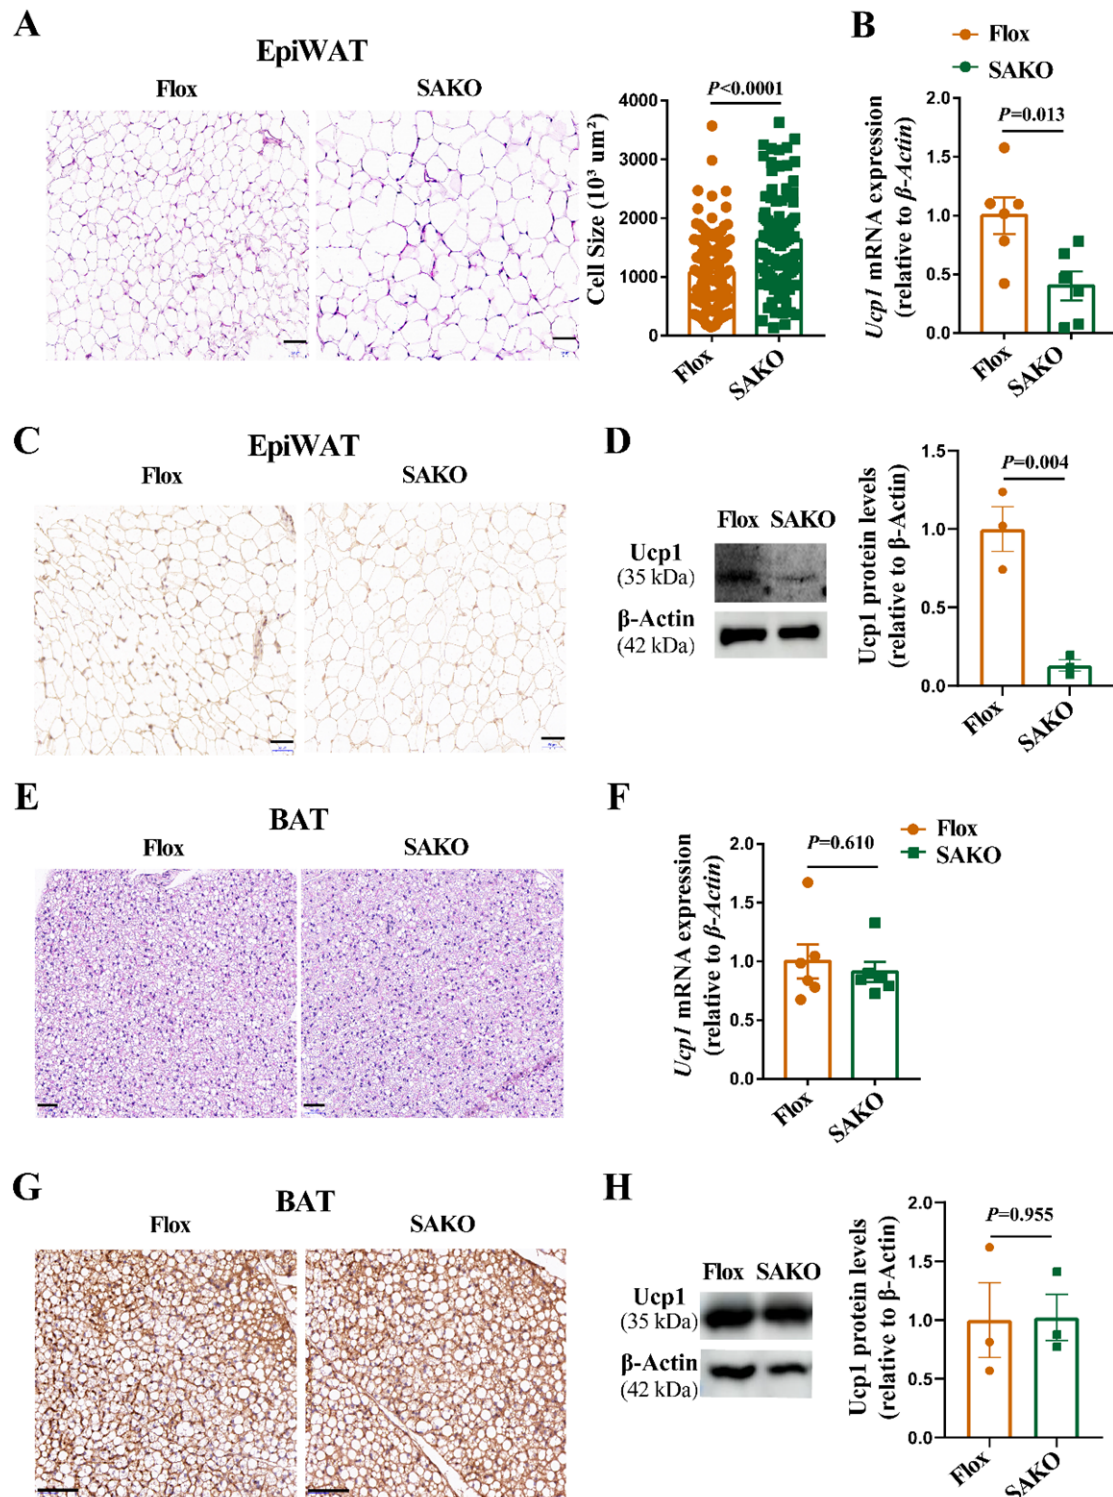 A
EpiWAT
Flox
SAKO
Cell Size (10³ um²)
4000
3000
2000
1000
0
P<0.0001
Flox
SAKO
B
Flox
SAKO
Ucp1 mRNA expression
(relative to β-Actin)
2.0
1.5
1.0
0.5
0.0
P=0.013
Flox
SAKO
C
EpiWAT
Flox
SAKO
D
Flox SAKO
Ucp1
(35 kDa)
β-Actin
(42 kDa)
Ucp1 protein levels
(relative to β-Actin)
1.5
1.0
0.5
0.0
P=0.004
Flox
SAKO
E
BAT
Flox
SAKO
F
Flox
SAKO
Ucp1 mRNA expression
(relative to β-Actin)
2.0
1.5
1.0
0.5
0.0
P=0.610
Flox
SAKO
G
BAT
Flox
SAKO
H
Flox SAKO
Ucp1
(35 kDa)
β-Actin
(42 kDa)
Ucp1 protein levels
(relative to β-Actin)
2.0
1.5
1.0
0.5
0.0
P=0.955
Flox
SAKO